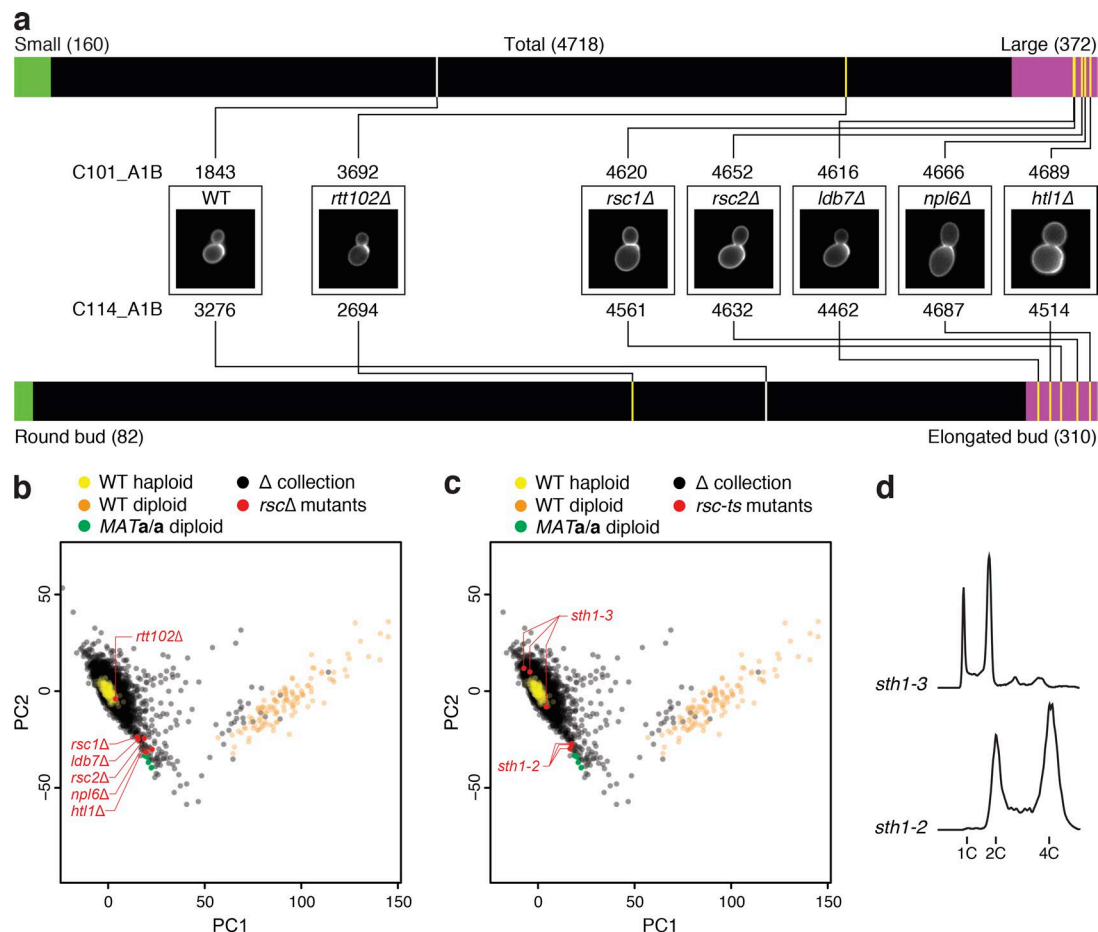 a
Small (160) Total (4718) Large (372)
C101_A1B 1843 3692 4620 4652 4616 4666 4689
WT rtt102Δ rsc1Δ rsc2Δ ldb7Δ npl6Δ htl1Δ
C114_A1B 3276 2694 4561 4632 4462 4687 4514
Round bud (82) Elongated bud (310)
b
WT haploid Δ collection
WT diploid rscΔ mutants
MATa/a diploid
50
0
−50
PC2
rtt102Δ
rsc1Δ
ldb7Δ
rsc2Δ
npl6Δ
htl1Δ
0 50 100 150
PC1
c
WT haploid Δ collection
WT diploid rsc-ts mutants
MATa/a diploid
50
0
−50
PC2
sth1-3
sth1-2
0 50 100 150
PC1
d
sth1-3
sth1-2
1C 2C 4C